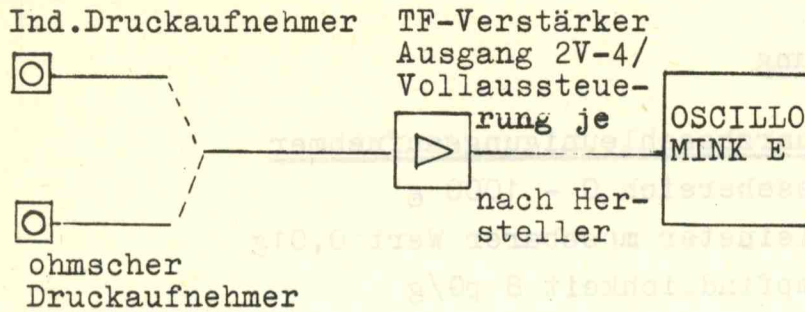 Ind.Druckaufnehmer
TF-Verstärker
Ausgang 2V-4/
Vollaussteue-
rung je
nach Her-
steller
OSCILLO
MINK E
ohmscher
Druckaufnehmer